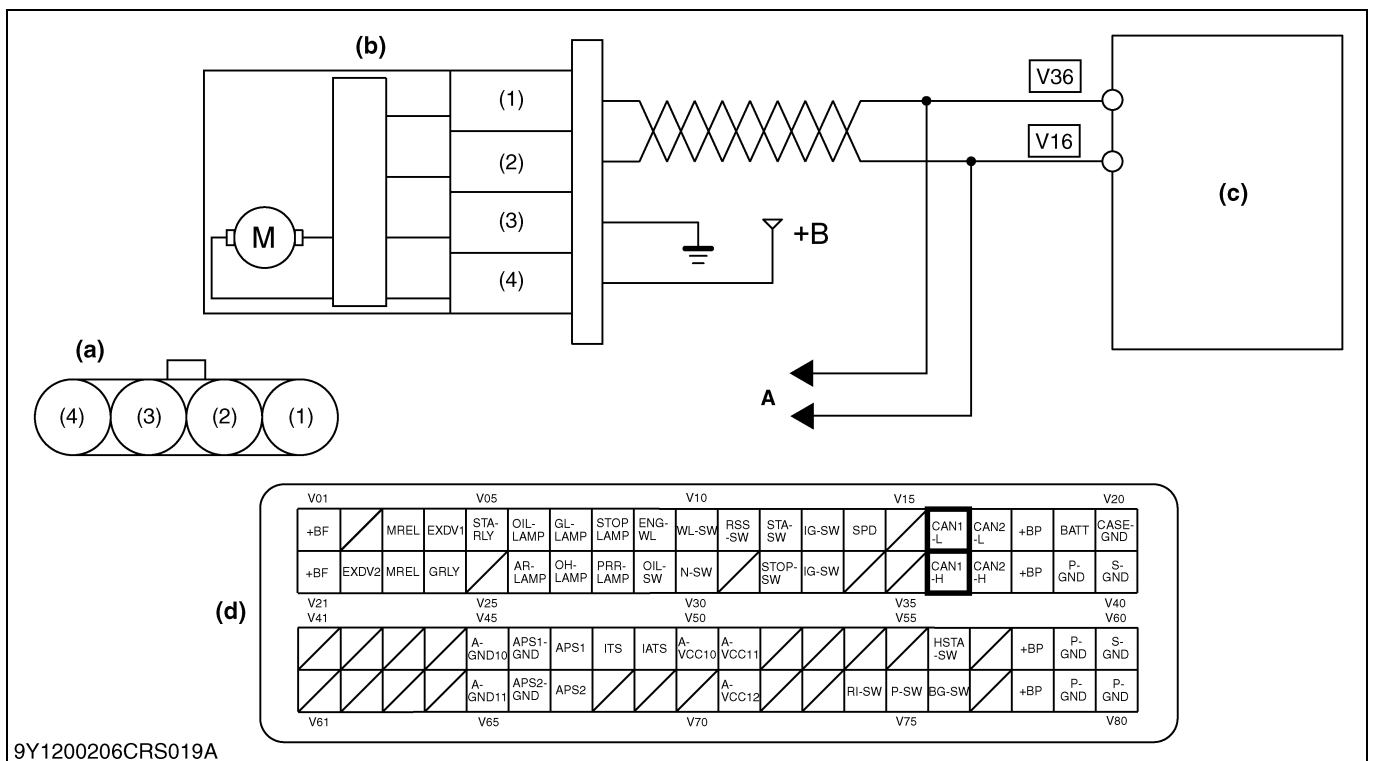 (b)
V36
(1)
V16
(2)
(c)
(3)
M
+B
(4)
(a)
A
(4) (3) (2) (1)
V01 V05 V10 V15 V20
+BF MREL EXDV1 STA-RLY OIL-LAMP GL-LAMP STOP LAMP ENG-WL WL-SW RSS-SW STA-SW IG-SW SPD CAN1-L CAN2-L +BP BATT CASE-GND
+BF EXDV2 MREL GRLY AR-LAMP OH-LAMP PRR-LAMP OIL-SW N-SW STOP-SW IG-SW CAN1-H CAN2-H +BP P-GND S-GND
(d)
V21 V25 V30 V35 V40
V41 V45 V50 V55 V60
A-GND10 APS1-GND APS1 ITS IATS A-VCC10 A-VCC11 HSTA-SW +BP P-GND S-GND
A-GND11 APS2-GND APS2 A-VCC12 RI-SW P-SW BG-SW +BP P-GND P-GND
V61 V65 V70 V75 V80
9Y1200206CRS019A